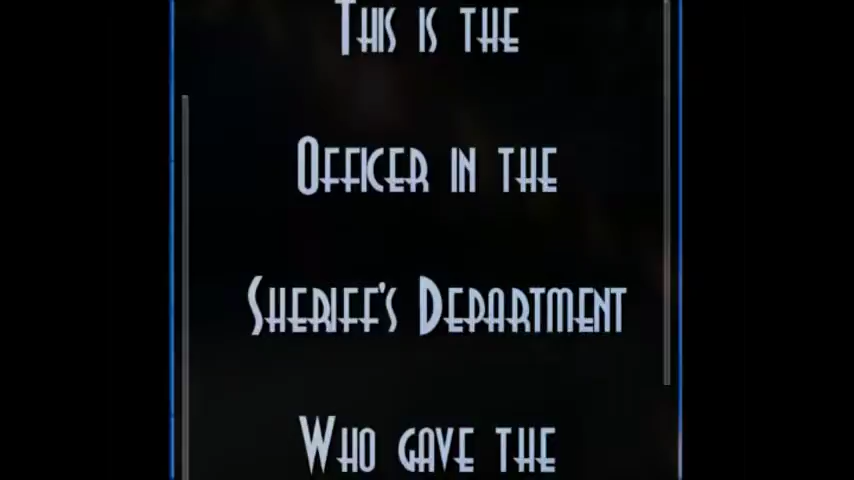 This is the
Officer in the
Sheriff's Department
Who gave the